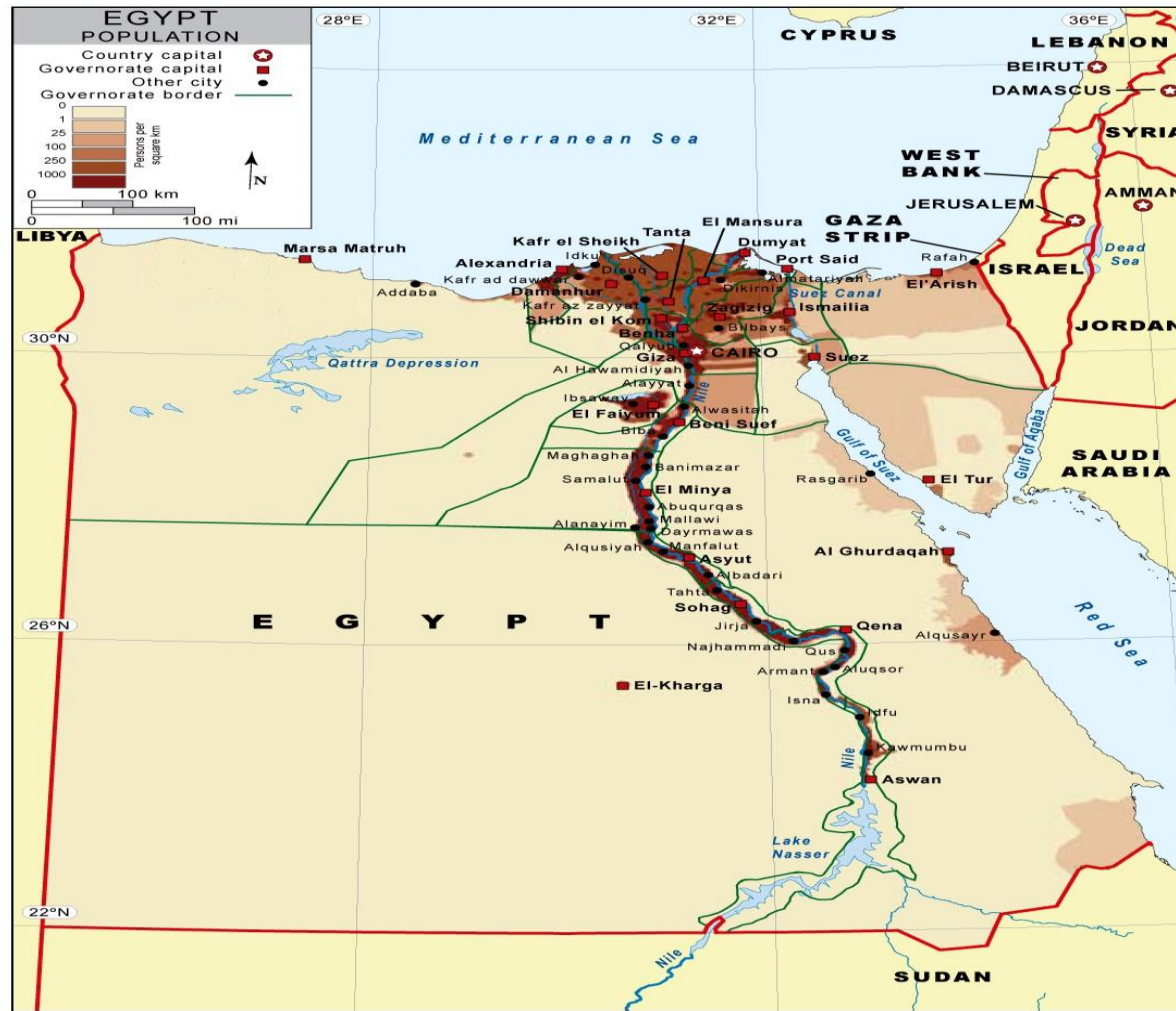 EGYPT
POPULATION
Country capital
Governorate capital
Other city
Governorate border
0
1
25
100
250
1000
Persons per
square km
N
0 100 km
0 100 mi
28°E
32°E
36°E
CYPRUS
LEBANON
BEIRUT
DAMASCUS
SYRIA
Mediterranean Sea
WEST
BANK
AMMAN
JERUSALEM
GAZA
STRIP
Dead
Sea
ISRAEL
JORDAN
LIBYA
Marsa Matruh
Addaba
Alexandria
Kafr el Sheikh
Tanta
El Mansura
Dumyat
Port Said
Idku
Disuq
Kafr ad dawwar
Damanhur
Kafr az zayyat
Shibin el Kom
Benha
Qalyub
Giza
CAIRO
Almatariyah
Dikirnis
Suez Canal
Zagizig
Ismailia
Bilbays
Suez
Rafah
El'Arish
30°N
Qattra Depression
Al Hawamidiyah
Alayyat
Nile
Ibsaway
El Faiyum
Alwasitah
Beni Suef
Biba
Maghaghah
Banimazar
Samalut
El Minya
Abuqurqas
Mallawi
Alanayim
Dayrmawas
Alqusiyah
Manfalut
Asyut
Albadari
Tahta
Sohag
Jirja
Najhammadi
Qena
Qus
Aluqsor
Armant
Isna
Idfu
Kawmumbu
Nile
Aswan
Gulf of Suez
Gulf of Aqaba
SAUDI
ARABIA
Rasgarib
El Tur
Al Ghurdaqah
Red Sea
Alqusayr
26°N
EGYPT
El-Kharga
Lake
Nasser
22°N
Nile
SUDAN